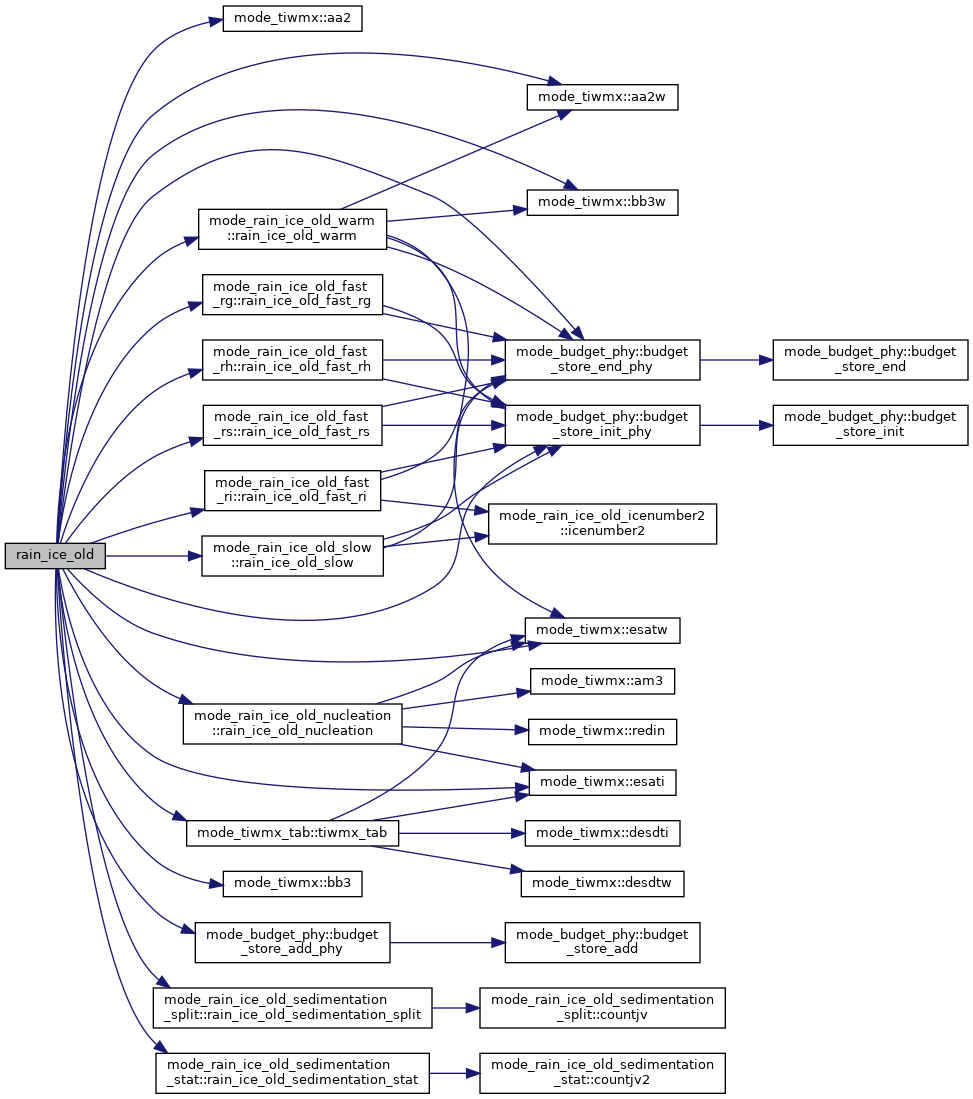 mode_tiwmx::aa2
mode_tiwmx::aa2w
mode_tiwmx::bb3w
mode_rain_ice_old_warm
::rain_ice_old_warm
mode_rain_ice_old_fast
_rg::rain_ice_old_fast_rg
mode_rain_ice_old_fast
_rh::rain_ice_old_fast_rh
mode_budget_phy::budget
_store_end_phy
mode_budget_phy::budget
_store_end
mode_rain_ice_old_fast
_rs::rain_ice_old_fast_rs
mode_budget_phy::budget
_store_init_phy
mode_budget_phy::budget
_store_init
mode_rain_ice_old_fast
_ri::rain_ice_old_fast_ri
mode_rain_ice_old_icenumber2
::icenumber2
rain_ice_old
mode_rain_ice_old_slow
::rain_ice_old_slow
mode_tiwmx::esatw
mode_tiwmx::am3
mode_rain_ice_old_nucleation
::rain_ice_old_nucleation
mode_tiwmx::redin
mode_tiwmx::esati
mode_tiwmx_tab::tiwmx_tab
mode_tiwmx::desdti
mode_tiwmx::bb3
mode_tiwmx::desdtw
mode_budget_phy::budget
_store_add_phy
mode_budget_phy::budget
_store_add
mode_rain_ice_old_sedimentation
_split::rain_ice_old_sedimentation_split
mode_rain_ice_old_sedimentation
_split::countjv
mode_rain_ice_old_sedimentation
_stat::rain_ice_old_sedimentation_stat
mode_rain_ice_old_sedimentation
_stat::countjv2